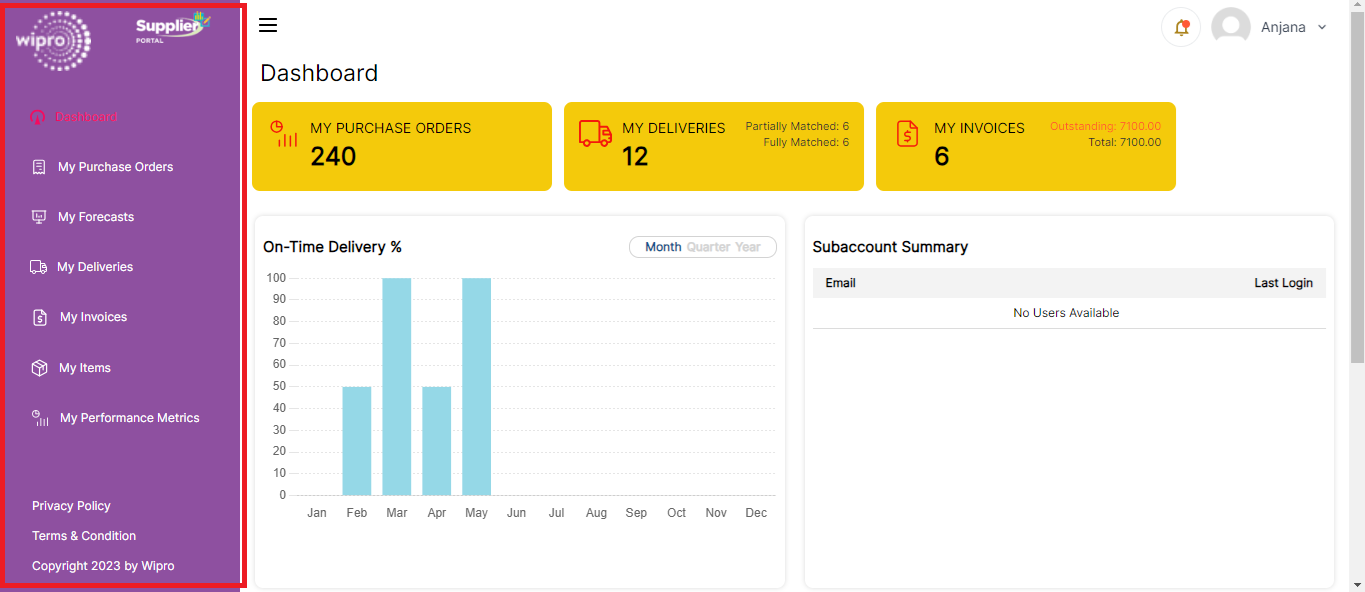 wipro
Supplier
PORTAL
Dashboard
My Purchase Orders
My Forecasts
My Deliveries
My Invoices
My Items
My Performance Metrics
Privacy Policy
Terms & Condition
Copyright 2023 by Wipro
Anjana
Dashboard
MY PURCHASE ORDERS
240
MY DELIVERIES
12
Partially Matched: 6
Fully Matched: 6
MY INVOICES
6
Outstanding: 7100.00
Total: 7100.00
On-Time Delivery %
Month Quarter Year
100
90
80
70
60
50
40
30
20
10
0
Jan Feb Mar Apr May Jun Jul Aug Sep Oct Nov Dec
Subaccount Summary
Email Last Login
No Users Available